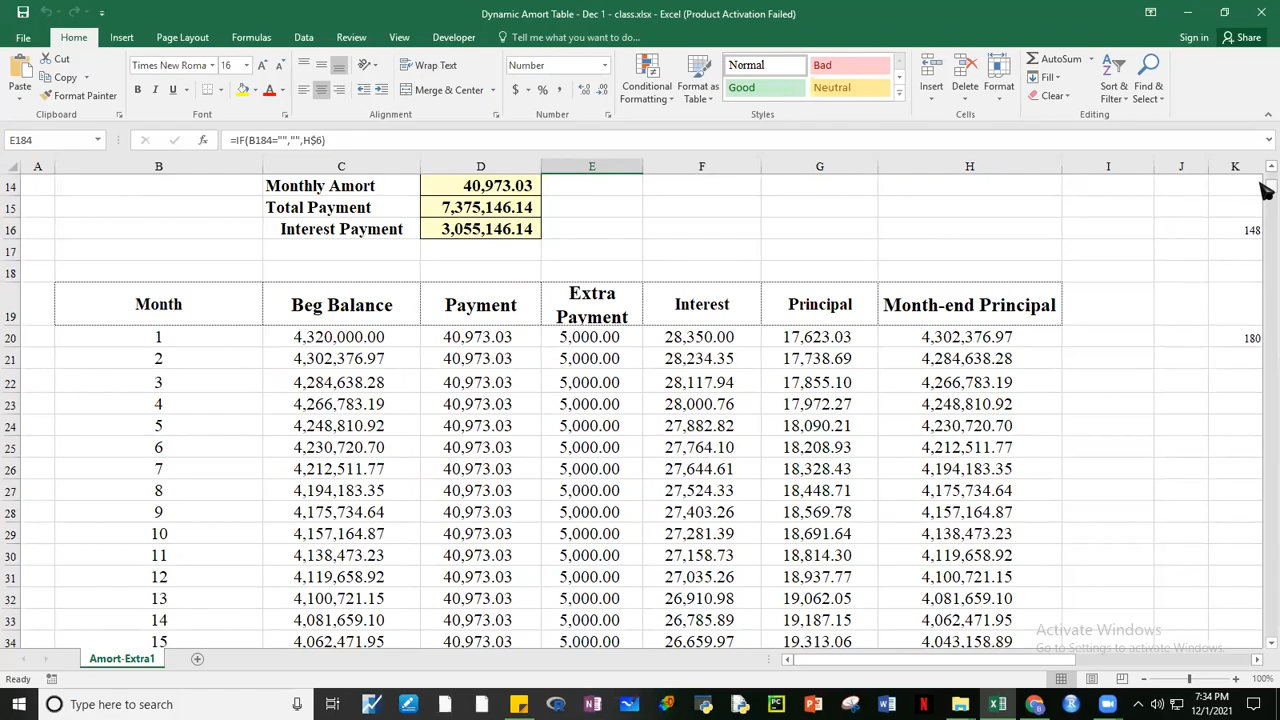 Dynamic Amort Table - Dec 1 - class.xlsx - Excel (Product Activation Failed)
File Home Insert Page Layout Formulas Data Review View Developer Tell me what you want to do... Sign in Share
Paste Cut Copy Format Painter Clipboard
Times New Roma 16 B I U Font
Wrap Text Merge & Center Alignment
Number $ % , Number
Conditional Formatting Format as Table Normal Bad Good Neutral Styles
Insert Delete Format Cells
AutoSum Fill Clear Sort & Filter Find & Select Editing
E184 fx =IF(B184="","",H$6)
A B C D E F G H I J K
14 Monthly Amort 40,973.03
15 Total Payment 7,375,146.14
16 Interest Payment 3,055,146.14 148
17
18
19 Month Beg Balance Payment Extra Payment Interest Principal Month-end Principal
20 1 4,320,000.00 40,973.03 5,000.00 28,350.00 17,623.03 4,302,376.97 180
21 2 4,302,376.97 40,973.03 5,000.00 28,234.35 17,738.69 4,284,638.28
22 3 4,284,638.28 40,973.03 5,000.00 28,117.94 17,855.10 4,266,783.19
23 4 4,266,783.19 40,973.03 5,000.00 28,000.76 17,972.27 4,248,810.92
24 5 4,248,810.92 40,973.03 5,000.00 27,882.82 18,090.21 4,230,720.70
25 6 4,230,720.70 40,973.03 5,000.00 27,764.10 18,208.93 4,212,511.77
26 7 4,212,511.77 40,973.03 5,000.00 27,644.61 18,328.43 4,194,183.35
27 8 4,194,183.35 40,973.03 5,000.00 27,524.33 18,448.71 4,175,734.64
28 9 4,175,734.64 40,973.03 5,000.00 27,403.26 18,569.78 4,157,164.87
29 10 4,157,164.87 40,973.03 5,000.00 27,281.39 18,691.64 4,138,473.23
30 11 4,138,473.23 40,973.03 5,000.00 27,158.73 18,814.30 4,119,658.92
31 12 4,119,658.92 40,973.03 5,000.00 27,035.26 18,937.77 4,100,721.15
32 13 4,100,721.15 40,973.03 5,000.00 26,910.98 19,062.05 4,081,659.10
33 14 4,081,659.10 40,973.03 5,000.00 26,785.89 19,187.15 4,062,471.95
34 15 4,062,471.95 40,973.03 5,000.00 26,659.97 19,313.06 4,043,158.89
Activate Windows
Go to Settings to activate Windows.
Amort-Extra1
Ready 100%
Type here to search
7:34 PM
12/1/2021